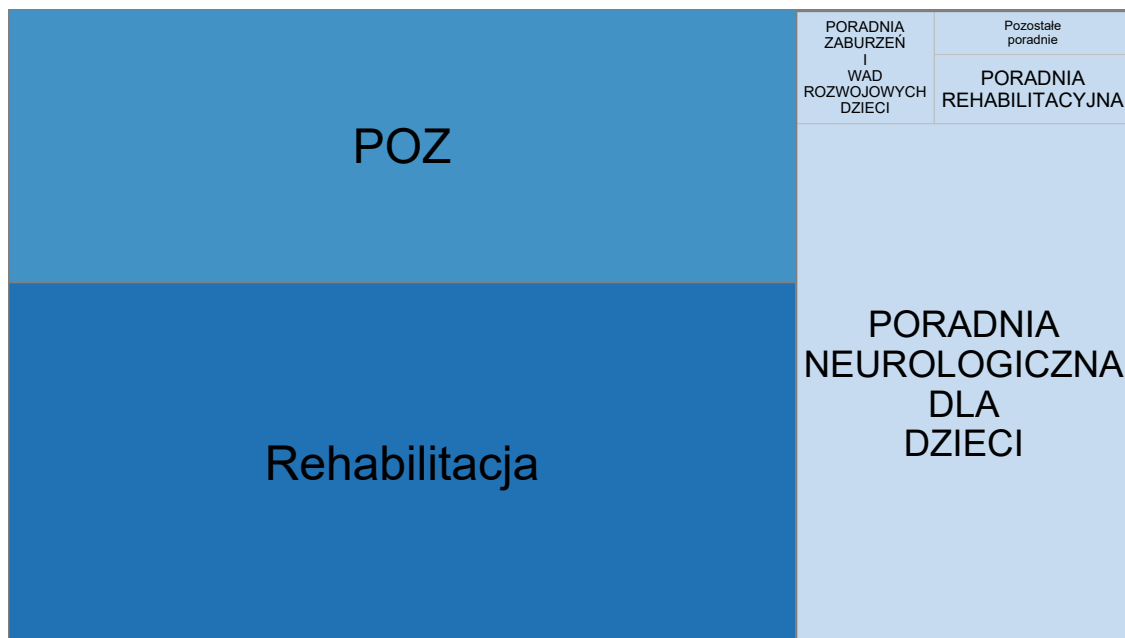 POZ
Rehabilitacja
PORADNIA
ZABURZEŃ
I
WAD
ROZWOJOWYCH
DZIECI
Pozostałe
poradnie
PORADNIA
REHABILITACYJNA
PORADNIA
NEUROLOGICZNA
DLA
DZIECI